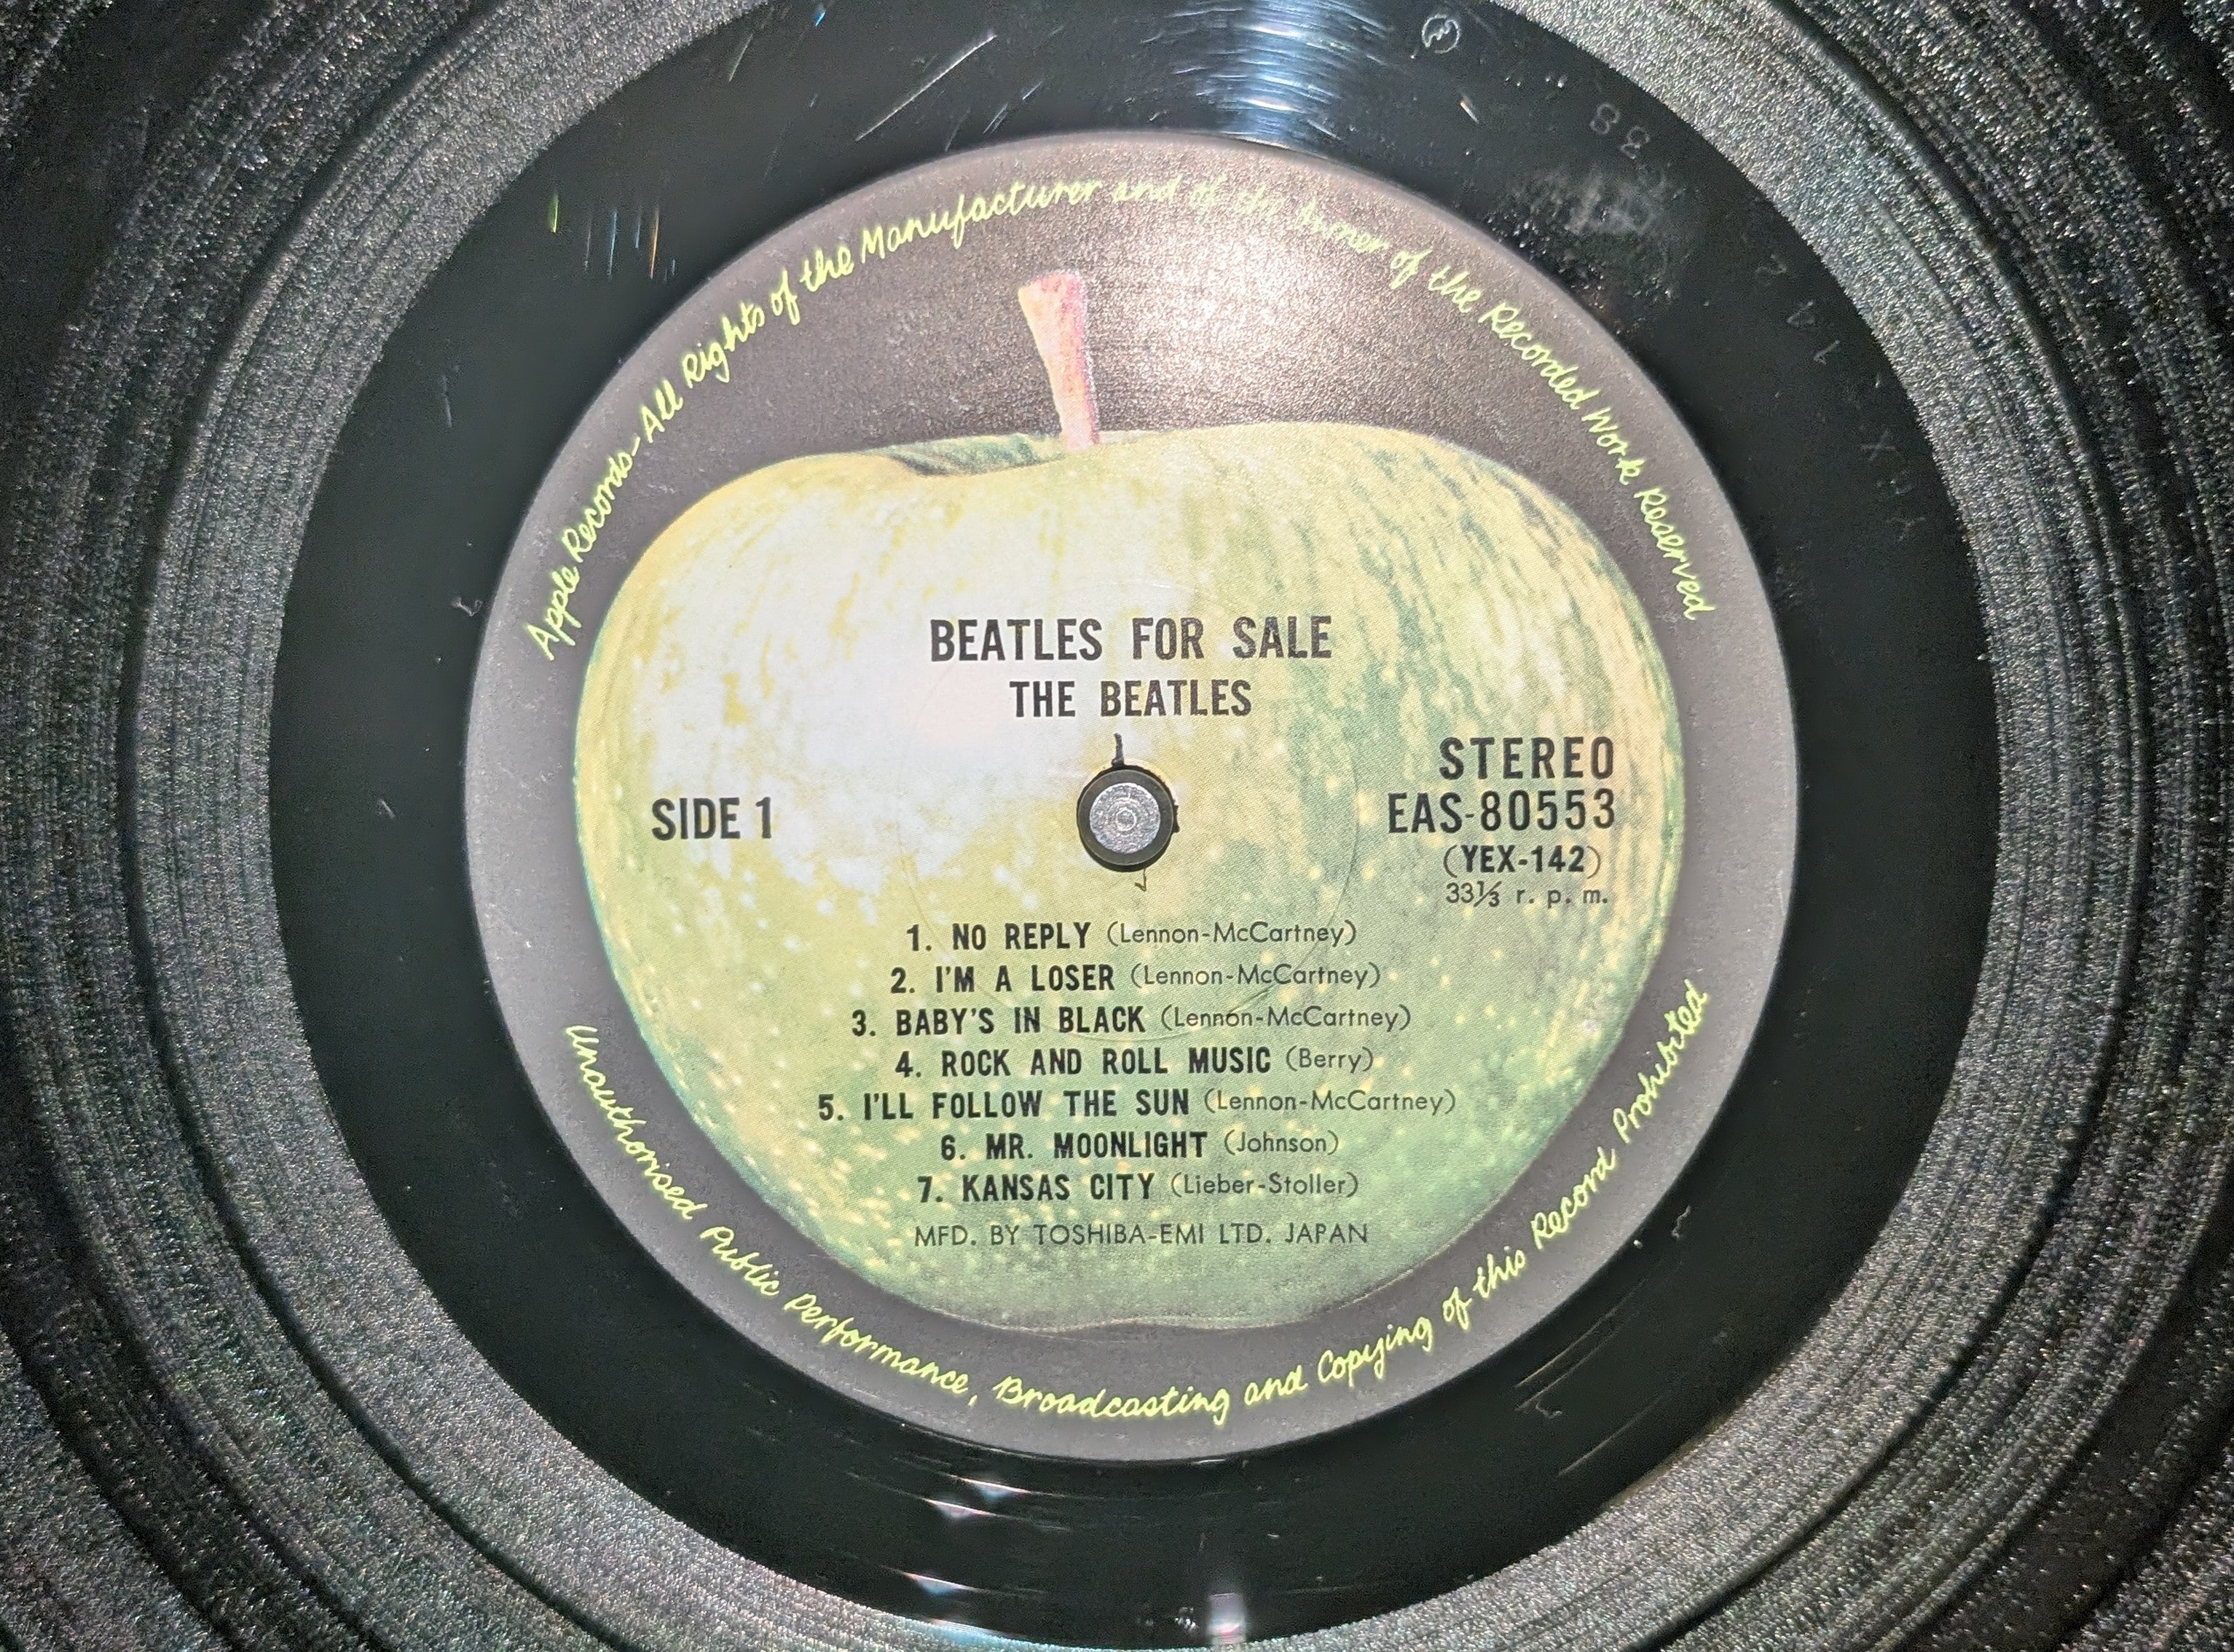 Apple Records-All Rights of the Manufacturer and of the Owner of the Recorded Work Reserved
BEATLES FOR SALE
THE BEATLES
SIDE 1
STEREO
EAS-80553
(YEX-142)
33⅓ r. p. m.
1. NO REPLY (Lennon-McCartney)
2. I'M A LOSER (Lennon-McCartney)
3. BABY'S IN BLACK (Lennon-McCartney)
4. ROCK AND ROLL MUSIC (Berry)
5. I'LL FOLLOW THE SUN (Lennon-McCartney)
6. MR. MOONLIGHT (Johnson)
7. KANSAS CITY (Lieber-Stoller)
MFD. BY TOSHIBA-EMI LTD. JAPAN
Unauthorised Public Performance, Broadcasting and Copying of this Record Prohibited